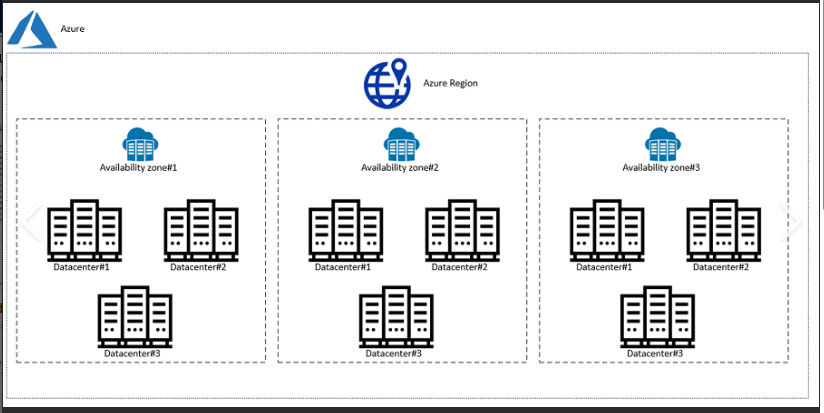 Azure
Azure Region
Availability zone#1
Availability zone#2
Availability zone#3
Datacenter#1
Datacenter#2
Datacenter#1
Datacenter#2
Datacenter#1
Datacenter#2
Datacenter#3
Datacenter#3
Datacenter#3